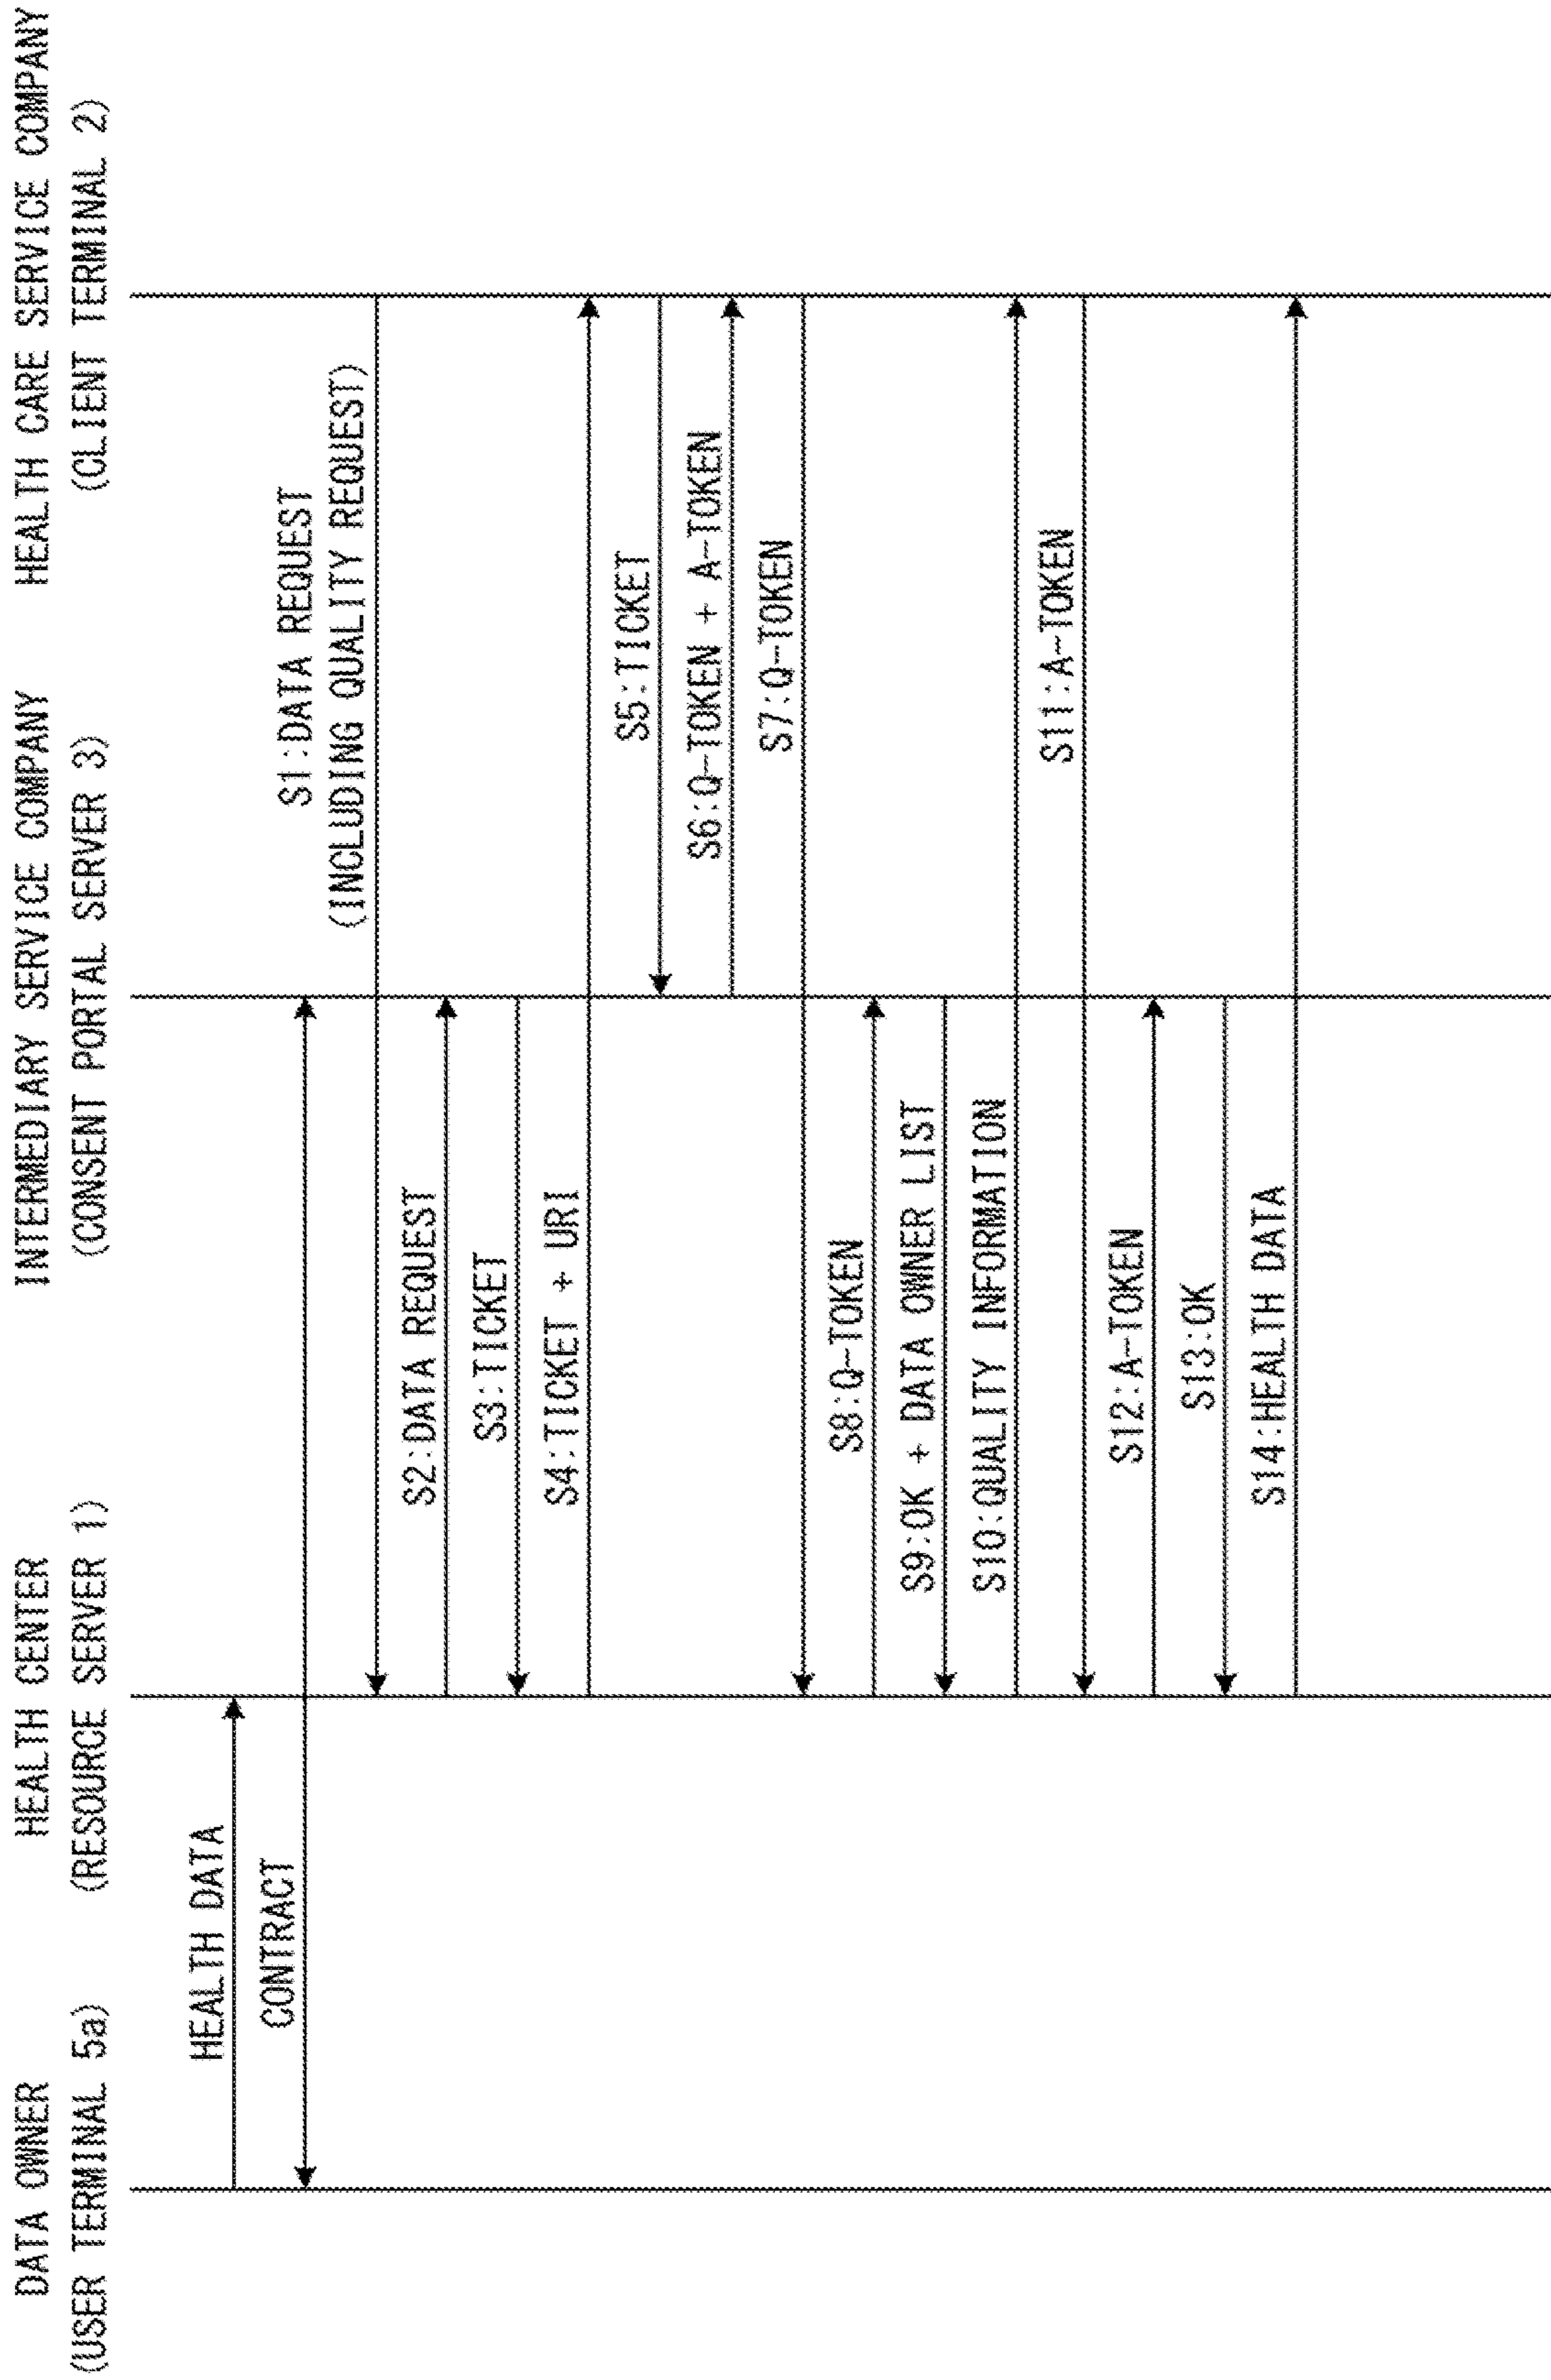 DATA OWNER
(USER TERMINAL 5a)
HEALTH CENTER
(RESOURCE SERVER 1)
INTERMEDIARY SERVICE COMPANY
(CONSENT PORTAL SERVER 3)
HEALTH CARE SERVICE COMPANY
(CLIENT TERMINAL 2)
HEALTH DATA
CONTRACT
S1:DATA REQUEST
(INCLUDING QUALITY REQUEST)
S2:DATA REQUEST
S3:TICKET
S4:TICKET + URI
S5:TICKET
S6:Q-TOKEN + A-TOKEN
S7:Q-TOKEN
S8:Q-TOKEN
S9:OK + DATA OWNER LIST
S10:QUALITY INFORMATION
S11:A-TOKEN
S12:A-TOKEN
S13:OK
S14:HEALTH DATA